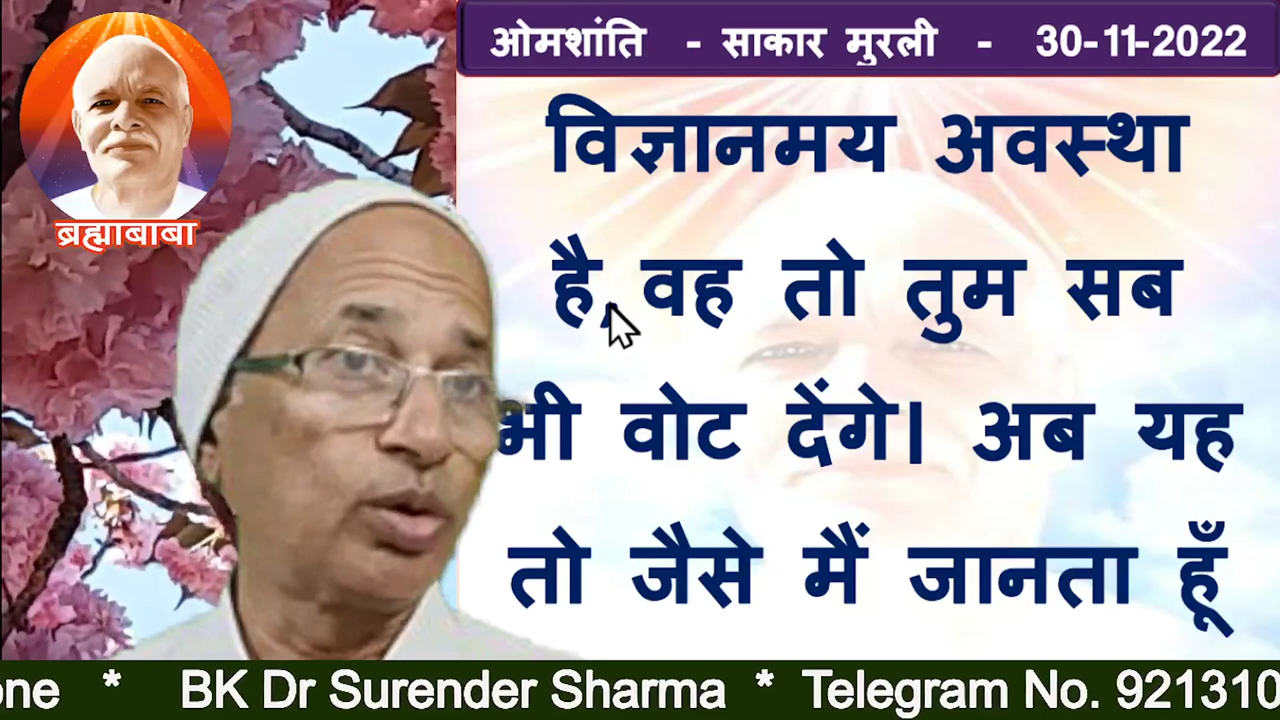 ओमशांति - साकार मुरली - 30-11-2022
ब्रह्माबाबा
विज्ञानमय अवस्था
है, वह तो तुम सब
भी वोट देंगे। अब यह
तो जैसे मैं जानता हूँ
* BK Dr Surender Sharma * Telegram No. 921310